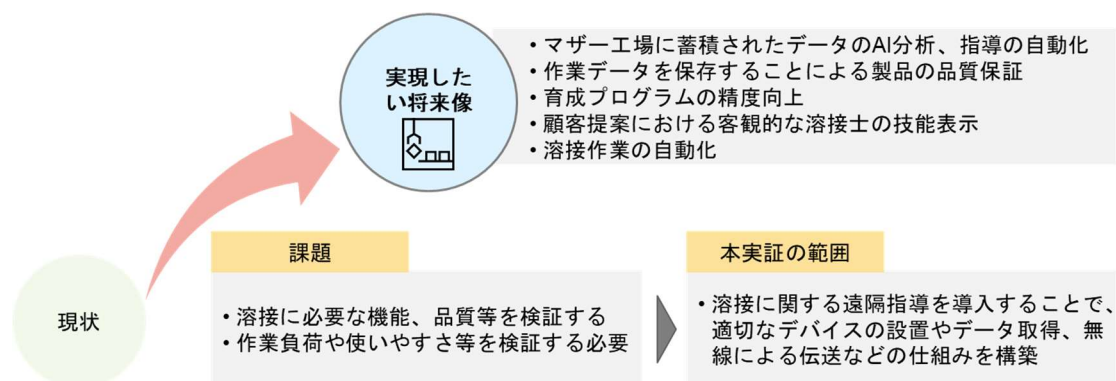 実現した
い将来像
• マザー工場に蓄積されたデータのAI分析、指導の自動化
• 作業データを保存することによる製品の品質保証
• 育成プログラムの精度向上
• 顧客提案における客観的な溶接士の技能表示
• 溶接作業の自動化
現状
課題
• 溶接に必要な機能、品質等を検証する
• 作業負荷や使いやすさ等を検証する必要
本実証の範囲
• 溶接に関する遠隔指導を導入することで、
適切なデバイスの設置やデータ取得、無
線による伝送などの仕組みを構築